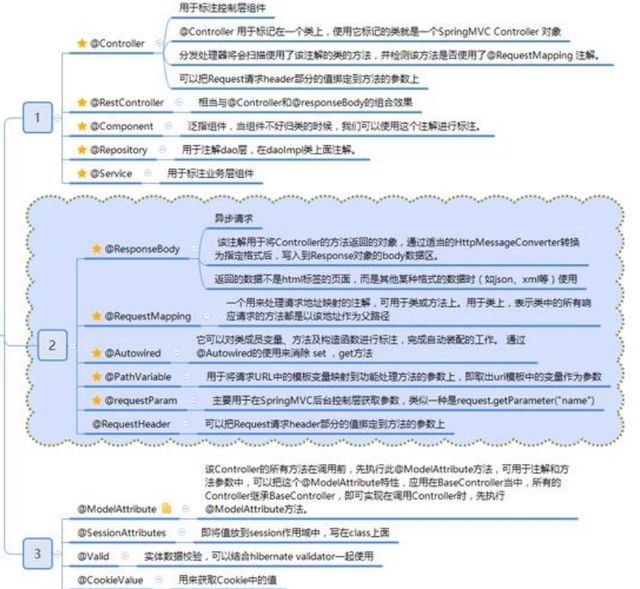 用于标注控制层组件
@Controller 用于标记在一个类上，使用它标记的类就是一个SpringMVC Controller 对象
@Controller
分发处理器将会扫描使用了该注解的类的方法，并检测该方法是否使用了@RequestMapping 注解。
可以把Request请求header部分的值绑定到方法的参数上
1
@RestController
相当与@Controller和@responseBody的组合效果
@Component
泛指组件，当组件不好归类的时候，我们可以使用这个注解进行标注。
@Repository
用于注解dao层，在daoImpl类上面注解。
@Service
用于标注业务层组件
异步请求
@ResponseBody
该注解用于将Controller的方法返回的对象，通过适当的HttpMessageConverter转换
为指定格式后，写入到Response对象的body数据区。
返回的数据不是html标签的页面，而是其他某种格式的数据时（如json、xml等）使用
@RequestMapping
一个用来处理请求地址映射的注解，可用于类或方法上。用于类上，表示类中的所有响
应请求的方法都是以该地址作为父路径
2
@Autowired
它可以对类成员变量、方法及构造函数进行标注，完成自动装配的工作。 通过
@Autowired的使用来消除 set ，get方法
@PathVariable
用于将请求URL中的模板变量映射到功能处理方法的参数上，即取出uri模板中的变量作为参数
@requestParam
主要用于在SpringMVC后台控制层获取参数，类似一种是request.getParameter("name")
@RequestHeader
可以把Request请求header部分的值绑定到方法的参数上
该Controller的所有方法在调用前，先执行此@ModelAttribute方法，可用于注解和方
法参数中，可以把这个@ModelAttribute特性，应用在BaseController当中，所有的
Controller继承BaseController，即可实现在调用Controller时，先执行
@ModelAttribute方法。
@ModelAttribute
@SessionAttributes
即将值放到session作用域中，写在class上面
3
@Valid
实体数据校验，可以结合hibernate validator一起使用
@CookieValue
用来获取Cookie中的值